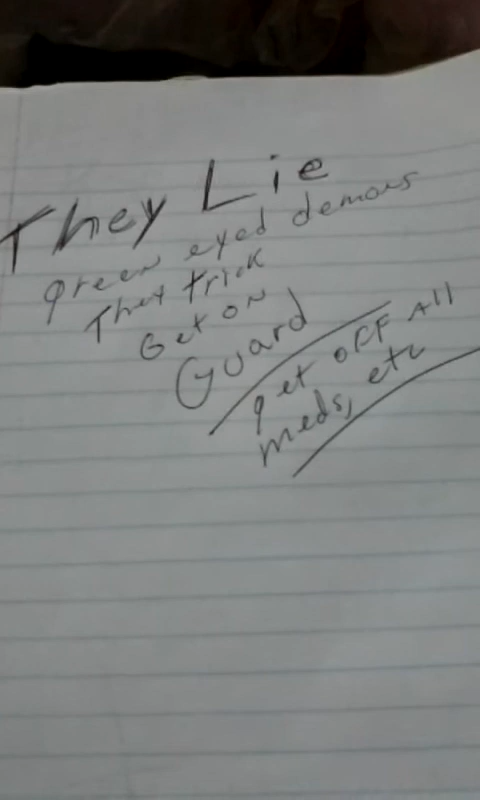 They Lie
green eyed demons
That trick
Get on
Guard
get OFF All
meds, etc